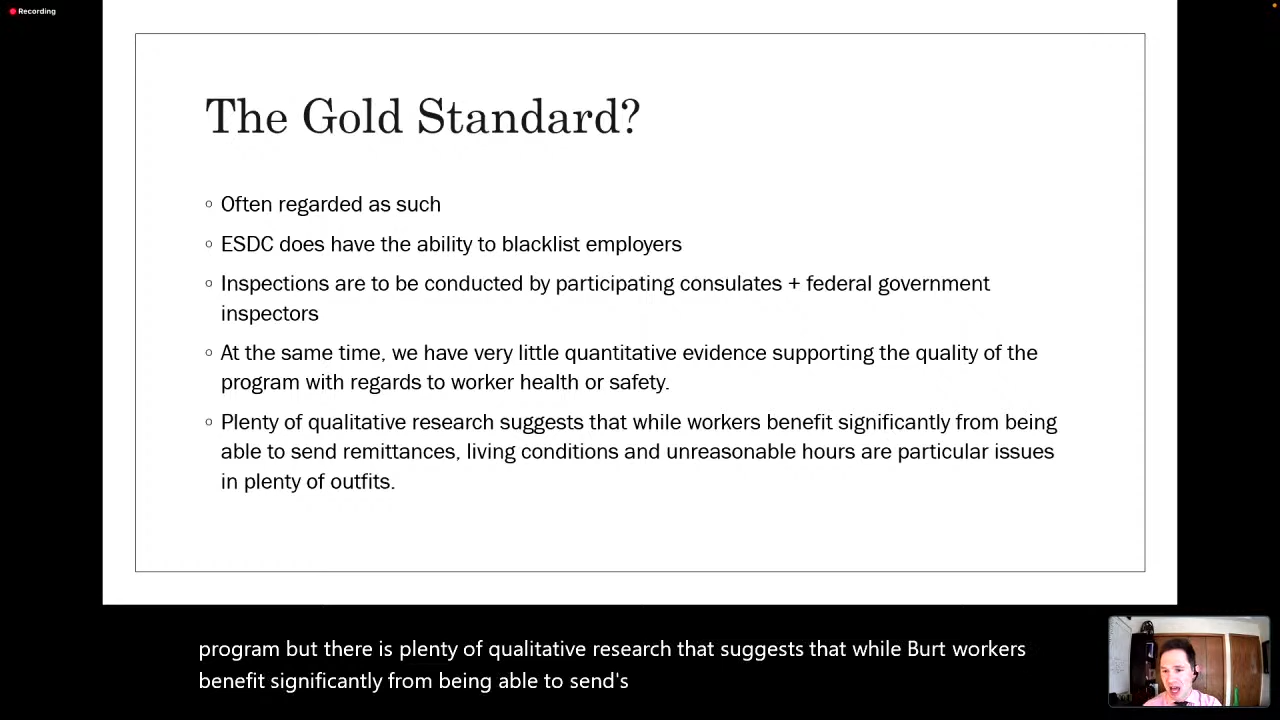 Recording
The Gold Standard?
Often regarded as such
ESDC does have the ability to blacklist employers
Inspections are to be conducted by participating consulates + federal government
inspectors
At the same time, we have very little quantitative evidence supporting the quality of the
program with regards to worker health or safety.
Plenty of qualitative research suggests that while workers benefit significantly from being
able to send remittances, living conditions and unreasonable hours are particular issues
in plenty of outfits.
program but there is plenty of qualitative research that suggests that while Burt workers
benefit significantly from being able to send's